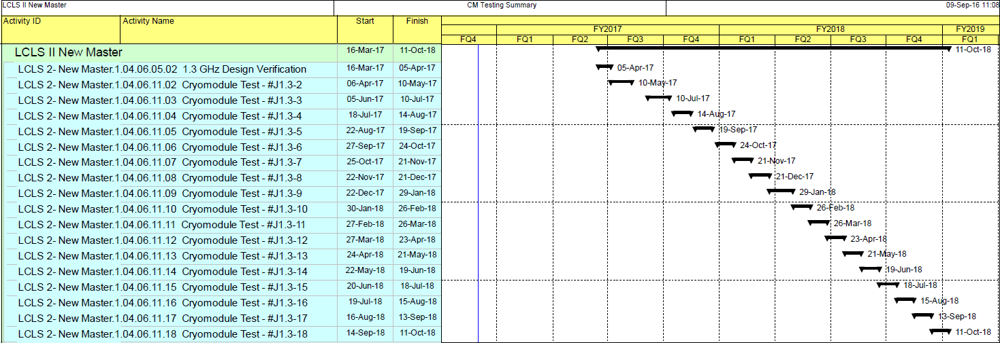 LCLS II New Master CM Testing Summary 09-Sep-16 11:08
Activity ID Activity Name Start Finish
FY2017 FY2018 FY2019
FQ4 FQ1 FQ2 FQ3 FQ4 FQ1 FQ2 FQ3 FQ4 FQ1
LCLS II New Master 16-Mar-17 11-Oct-18 11-Oct-18
LCLS 2- New Master.1.04.06.05.02 1.3 GHz Design Verification 16-Mar-17 05-Apr-17 05-Apr-17
LCLS 2- New Master.1.04.06.11.02 Cryomodule Test - #J1.3-2 06-Apr-17 10-May-17 10-May-17
LCLS 2- New Master.1.04.06.11.03 Cryomodule Test - #J1.3-3 05-Jun-17 10-Jul-17 10-Jul-17
LCLS 2- New Master.1.04.06.11.04 Cryomodule Test - #J1.3-4 18-Jul-17 14-Aug-17 14-Aug-17
LCLS 2- New Master.1.04.06.11.05 Cryomodule Test - #J1.3-5 22-Aug-17 19-Sep-17 19-Sep-17
LCLS 2- New Master.1.04.06.11.06 Cryomodule Test - #J1.3-6 27-Sep-17 24-Oct-17 24-Oct-17
LCLS 2- New Master.1.04.06.11.07 Cryomodule Test - #J1.3-7 25-Oct-17 21-Nov-17 21-Nov-17
LCLS 2- New Master.1.04.06.11.08 Cryomodule Test - #J1.3-8 22-Nov-17 21-Dec-17 21-Dec-17
LCLS 2- New Master.1.04.06.11.09 Cryomodule Test - #J1.3-9 22-Dec-17 29-Jan-18 29-Jan-18
LCLS 2- New Master.1.04.06.11.10 Cryomodule Test - #J1.3-10 30-Jan-18 26-Feb-18 26-Feb-18
LCLS 2- New Master.1.04.06.11.11 Cryomodule Test - #J1.3-11 27-Feb-18 26-Mar-18 26-Mar-18
LCLS 2- New Master.1.04.06.11.12 Cryomodule Test - #J1.3-12 27-Mar-18 23-Apr-18 23-Apr-18
LCLS 2- New Master.1.04.06.11.13 Cryomodule Test - #J1.3-13 24-Apr-18 21-May-18 21-May-18
LCLS 2- New Master.1.04.06.11.14 Cryomodule Test - #J1.3-14 22-May-18 19-Jun-18 19-Jun-18
LCLS 2- New Master.1.04.06.11.15 Cryomodule Test - #J1.3-15 20-Jun-18 18-Jul-18 18-Jul-18
LCLS 2- New Master.1.04.06.11.16 Cryomodule Test - #J1.3-16 19-Jul-18 15-Aug-18 15-Aug-18
LCLS 2- New Master.1.04.06.11.17 Cryomodule Test - #J1.3-17 16-Aug-18 13-Sep-18 13-Sep-18
LCLS 2- New Master.1.04.06.11.18 Cryomodule Test - #J1.3-18 14-Sep-18 11-Oct-18 11-Oct-18